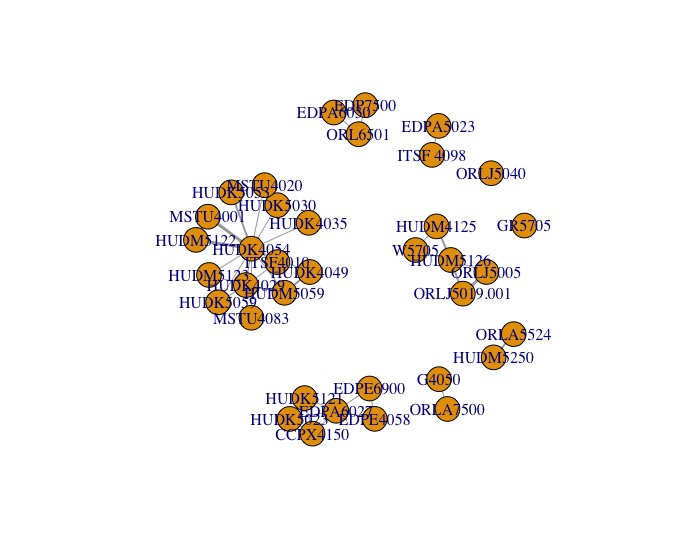 EDP7500
EDPA6030
ORL6501
EDPA5023
ITSF 4098
ORLJ5040
MSTU4020
HUDK5053
HUDK5030
MSTU4001
HUDK4035
GR5705
HUDM4125
HUDM5122
HUDK4054
W5705
HUDM5126
ITSF4010
HUDK4049
ORLJ5005
HUDM5123
HUDK4029
HUDM5059
ORLJ5019.001
HUDK5059
MSTU4083
ORLA5524
HUDM5250
G4050
EDPE6900
HUDK5121
ORLA7500
EDPA6027
HUDK5023
EDPE4058
CCPX4150